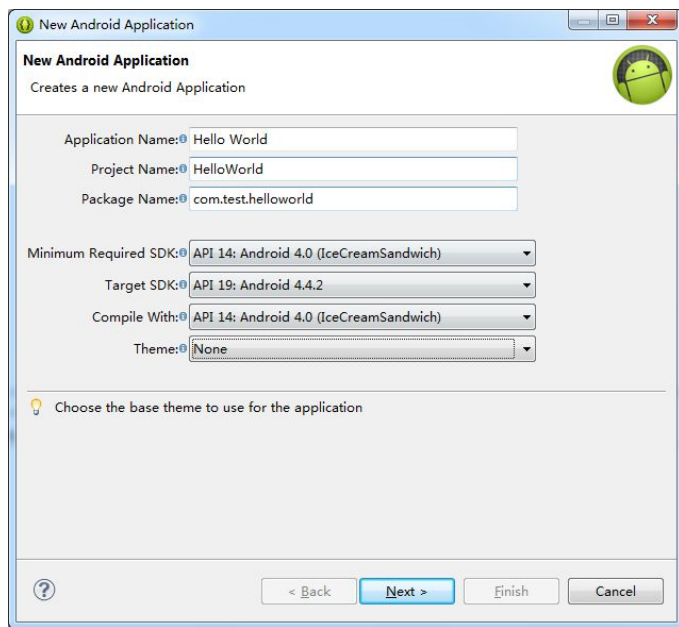 New Android Application
New Android Application
Creates a new Android Application
Application Name: Hello World
Project Name: HelloWorld
Package Name: com.test.helloworld
Minimum Required SDK: API 14: Android 4.0 (IceCreamSandwich)
Target SDK: API 19: Android 4.4.2
Compile With: API 14: Android 4.0 (IceCreamSandwich)
Theme: None
Choose the base theme to use for the application
? < Back Next > Finish Cancel